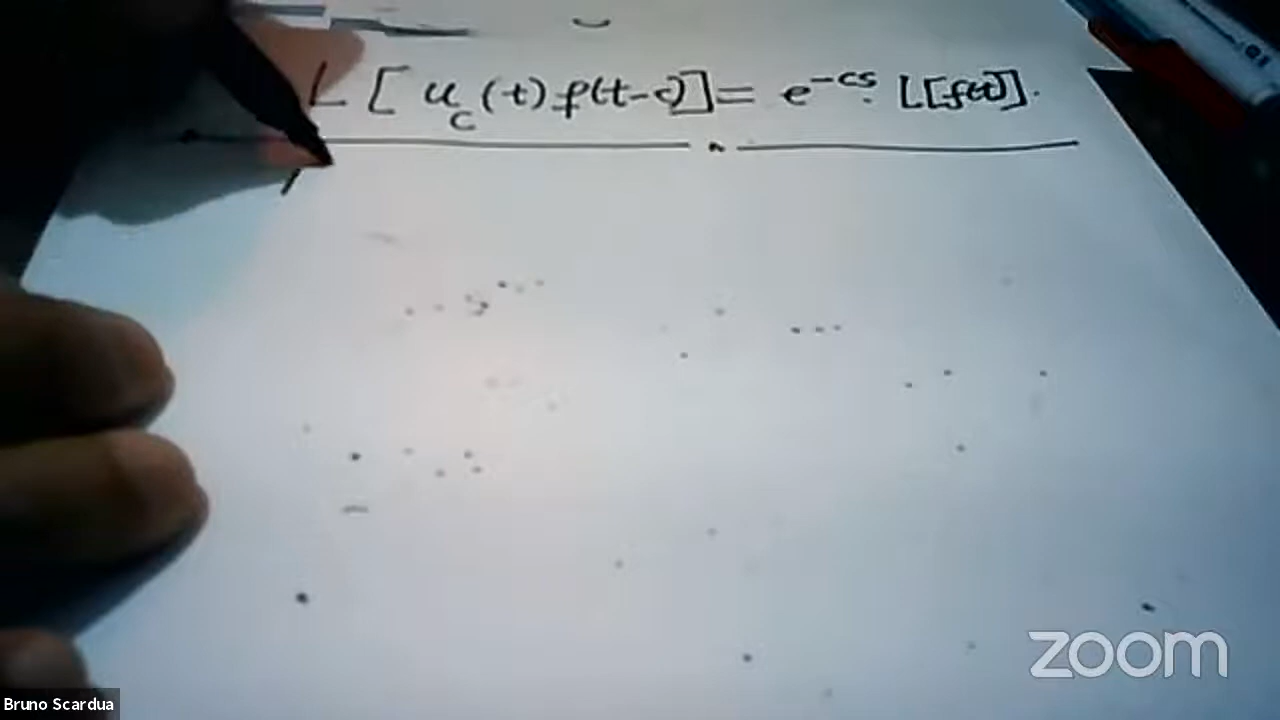 L [ u_c (t) f(t-c)] = e^{-cs} . L[f(t)].
zoom
Bruno Scardua